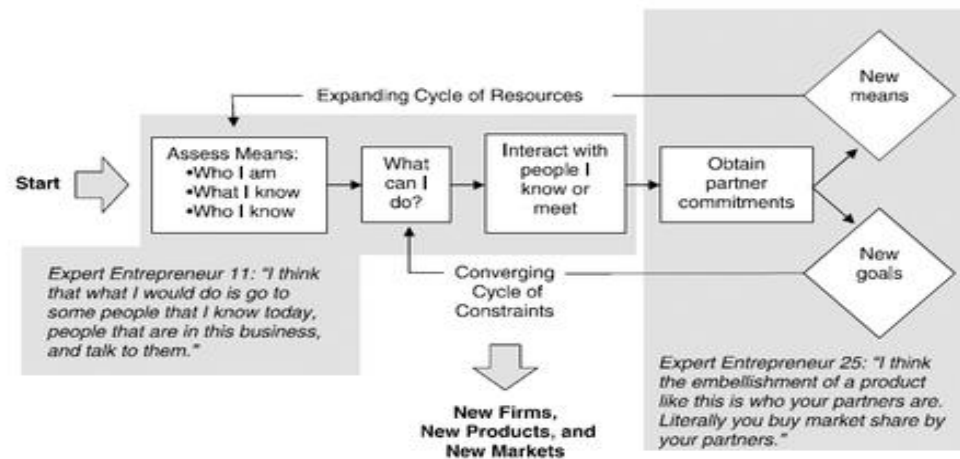 Expanding Cycle of Resources
New
means
Start
Assess Means:
•Who I am
•What I know
•Who I know
What
can I
do?
Interact with
people I
know or
meet
Obtain
partner
commitments
New
goals
Converging
Cycle of
Constraints
Expert Entrepreneur 11: "I think
that what I would do is go to
some people that I know today,
people that are in this business,
and talk to them."
New Firms,
New Products, and
New Markets
Expert Entrepreneur 25: "I think
the embellishment of a product
like this is who your partners are.
Literally you buy market share by
your partners."